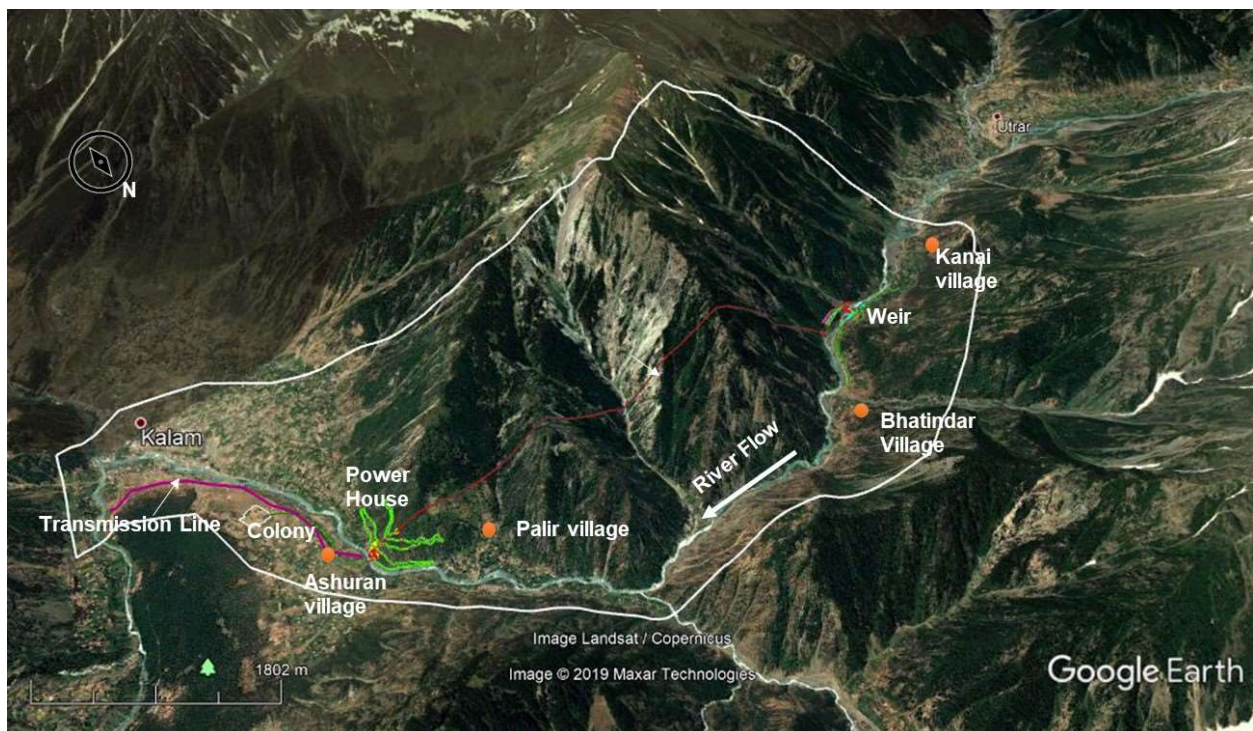 Utrar
N
Kanai
village
Weir
Bhatindar
Village
River Flow
Kalam
Power
House
Transmission Line
Colony
Palir village
Ashuran
village
Image Landsat / Copernicus
1802 m
Image © 2019 Maxar Technologies
Google Earth